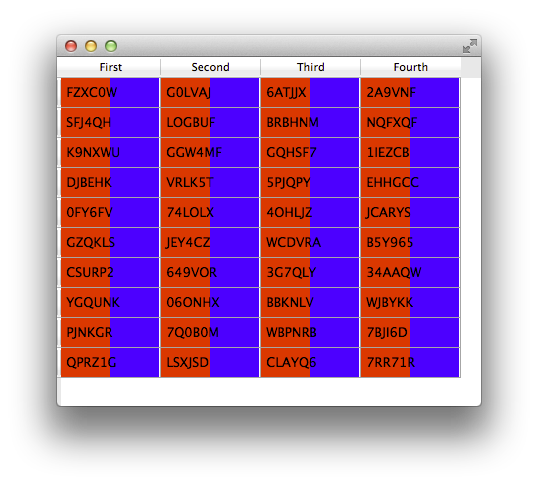 First Second Third Fourth
FZXC0W G0LVAJ 6ATJJX 2A9VNF
SFJ4QH LOGBUF BRBHNM NQFXQF
K9NXWU GGW4MF GQHSF7 1IEZCB
DJBEHK VRLK5T 5PJQPY EHHGCC
0FY6FV 74LOLX 4OHLJZ JCARYS
GZQKLS JEY4CZ WCDVRA B5Y965
CSURP2 649VOR 3G7QLY 34AAQW
YGQUNK 06ONHX BBKNLV WJBYKK
PJNKGR 7Q0B0M WBPNRB 7BJI6D
QPRZ1G LSXJSD CLAYQ6 7RR71R